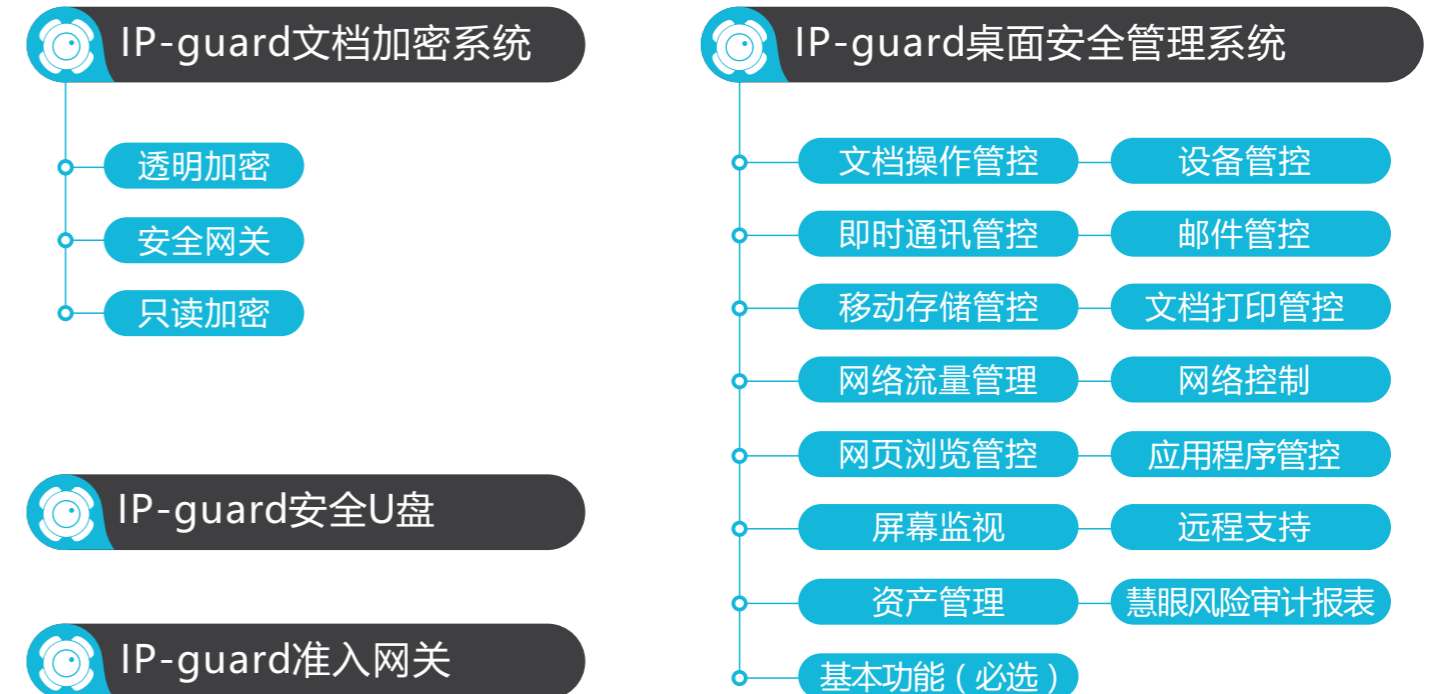 IP-guard文档加密系统
透明加密
安全网关
只读加密
IP-guard安全U盘
IP-guard准入网关
IP-guard桌面安全管理系统
文档操作管控
设备管控
即时通讯管控
邮件管控
移动存储管控
文档打印管控
网络流量管理
网络控制
网页浏览管控
应用程序管控
屏幕监视
远程支持
资产管理
慧眼风险审计报表
基本功能（必选）